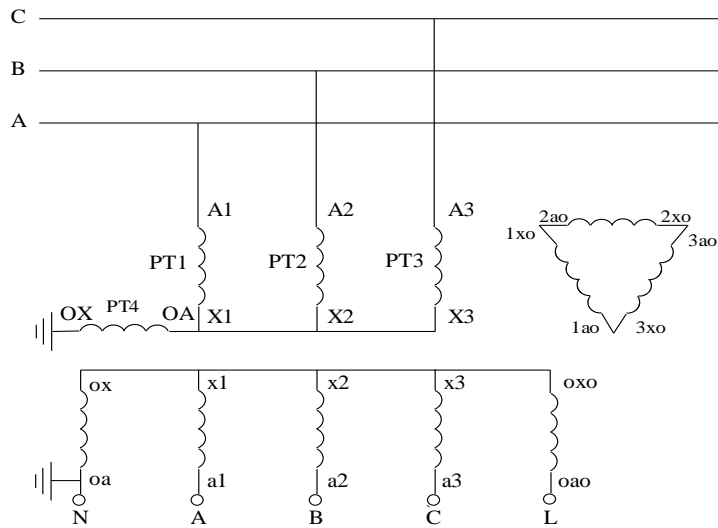 C
B
A
A1 A2 A3
2ao 2xo
1xo 3ao
PT1 PT2 PT3
OX PT4 OA X1 X2 X3
1ao 3xo
ox x1 x2 x3 oxo
oa a1 a2 a3 oao
N A B C L